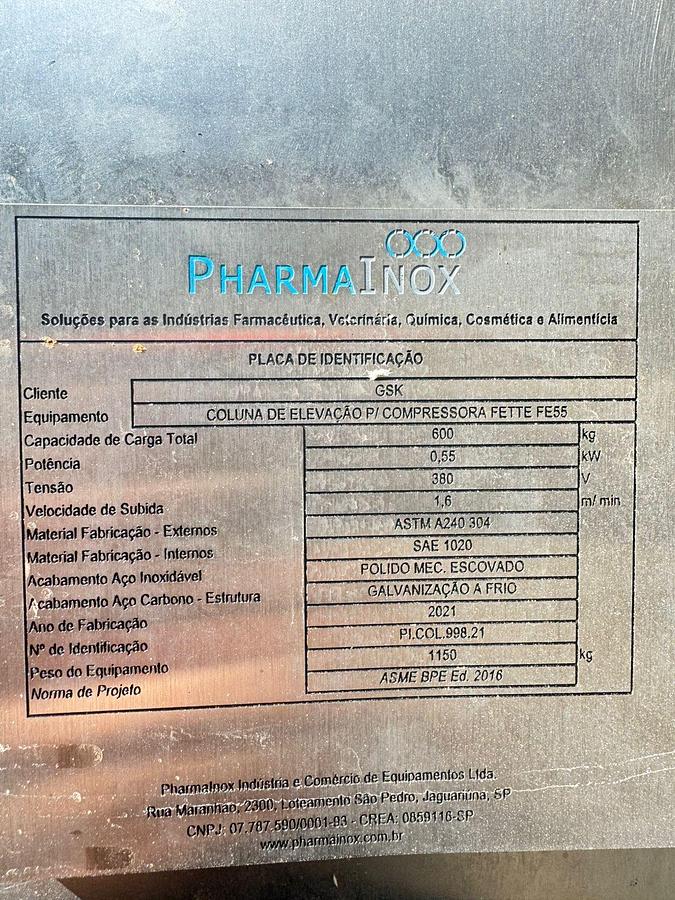 PHARMAINOX
Soluções para as Indústrias Farmacêutica, Veterinária, Química, Cosmética e Alimentícia
PLACA DE IDENTIFICAÇÃO
Cliente GSK
Equipamento COLUNA DE ELEVAÇÃO P/ COMPRESSORA FETTE FE55
Capacidade de Carga Total 600 kg
Potência 0,55 kW
Tensão 380 V
Velocidade de Subida 1,6 m/ min
Material Fabricação - Externos ASTM A240 304
Material Fabricação - Internos SAE 1020
Acabamento Aço Inoxidável POLIDO MEC. ESCOVADO
Acabamento Aço Carbono - Estrutura GALVANIZAÇÃO A FRIO
Ano de Fabricação 2021
Nº de Identificação PI.COL.998.21
Peso do Equipamento 1150 kg
Norma de Projeto ASME BPE Ed. 2016
PharmaInox Indústria e Comércio de Equipamentos Ltda.
Rua Maranhão, 2300, Loteamento São Pedro, Jaguariúna, SP
CNPJ: 07.787.590/0001-93 - CREA: 0859116-SP
www.pharmainox.com.br